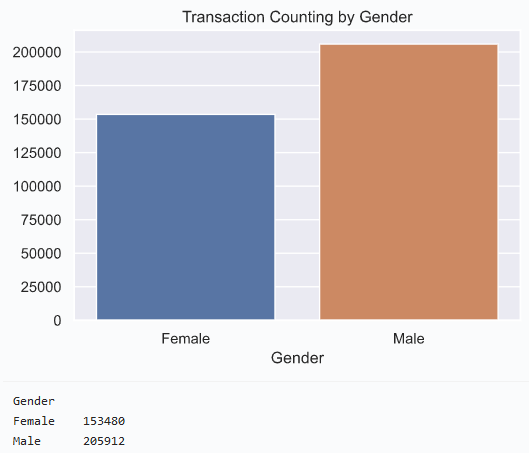 Transaction Counting by Gender
200000
175000
150000
125000
100000
75000
50000
25000
0
Female Male
Gender
Gender
Female 153480
Male 205912